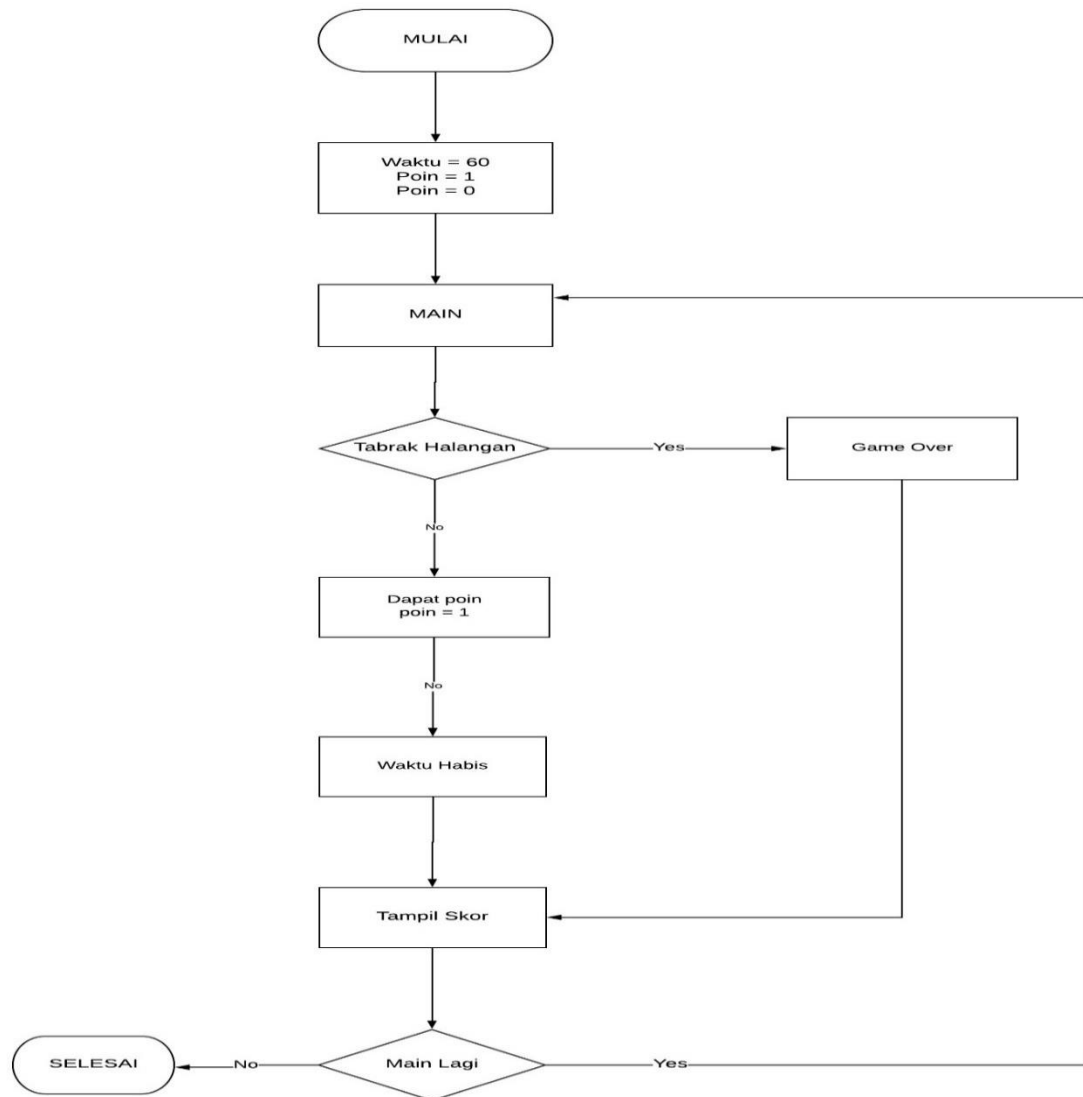 MULAI
Waktu = 60
Poin = 1
Poin = 0
MAIN
Tabrak Halangan
Yes
Game Over
No
Dapat poin
poin = 1
No
Waktu Habis
Tampil Skor
SELESAI
No
Main Lagi
Yes